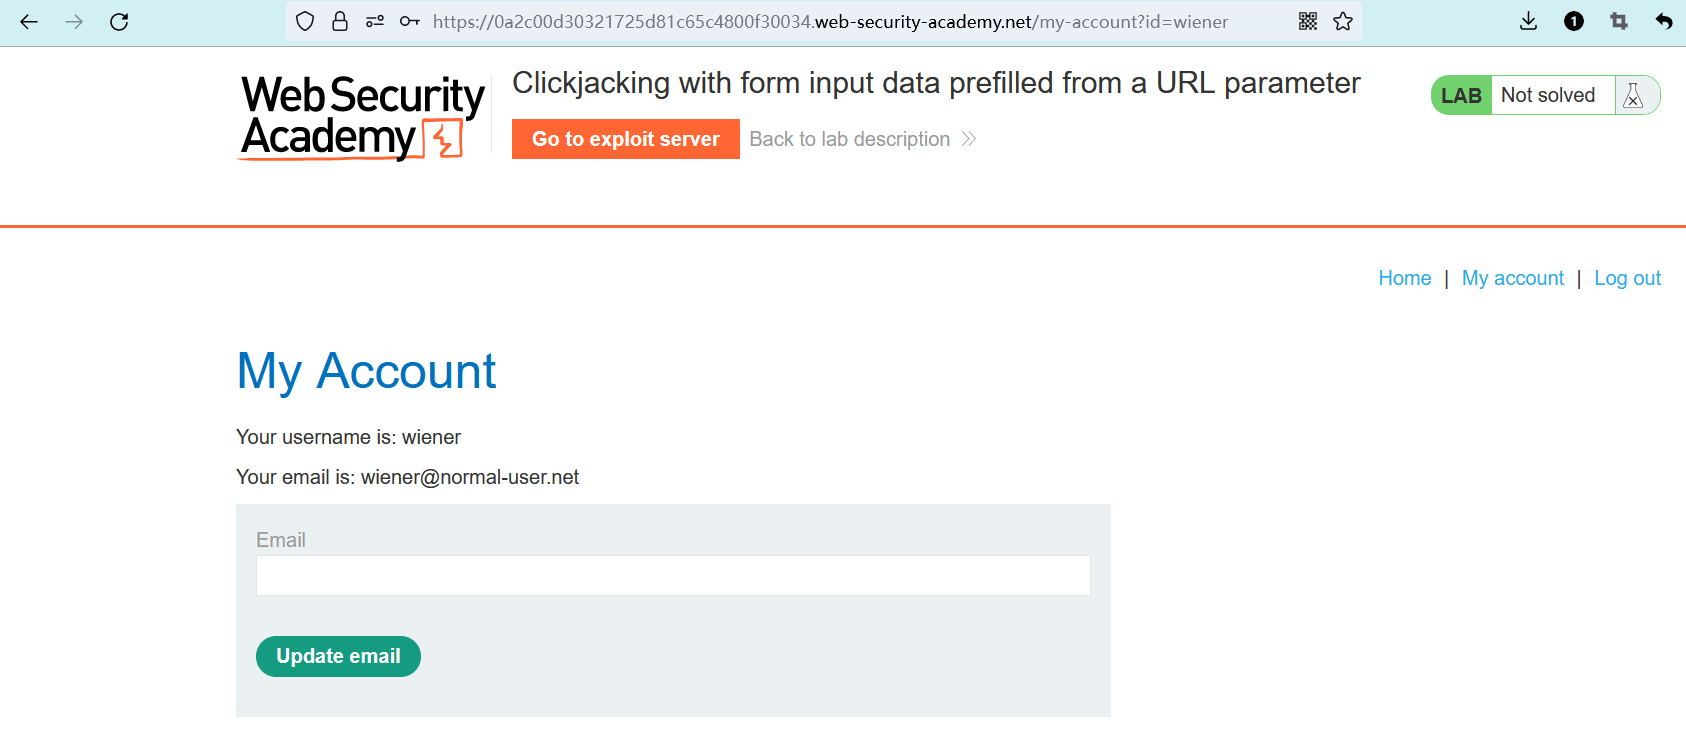 https://0a2c00d30321725d81c65c4800f30034.web-security-academy.net/my-account?id=wiener
1
Web Security
Academy
Clickjacking with form input data prefilled from a URL parameter
LAB Not solved
Go to exploit server Back to lab description
Home | My account | Log out
My Account
Your username is: wiener
Your email is: wiener@normal-user.net
Email
Update email